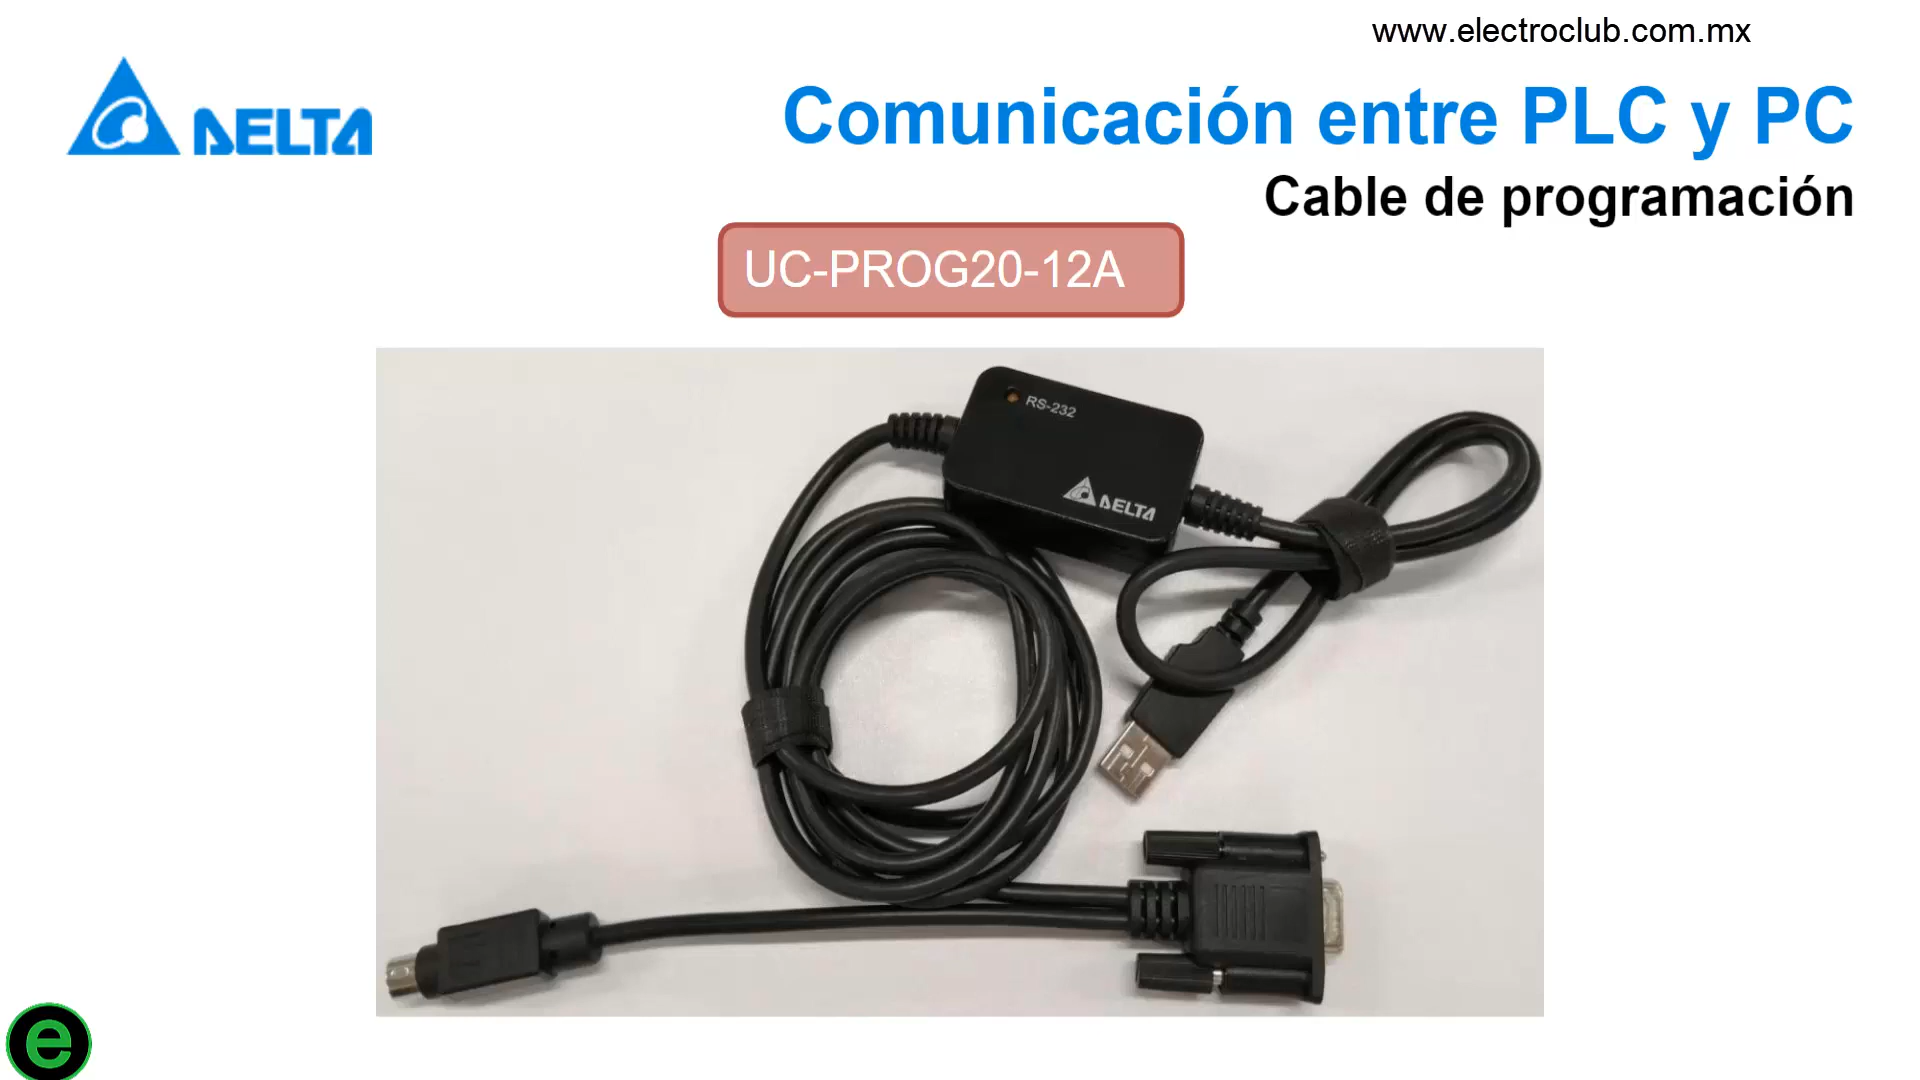 www.electroclub.com.mx
DELTA
Comunicación entre PLC y PC
Cable de programación
UC-PROG20-12A
RS-232
DELTA
e